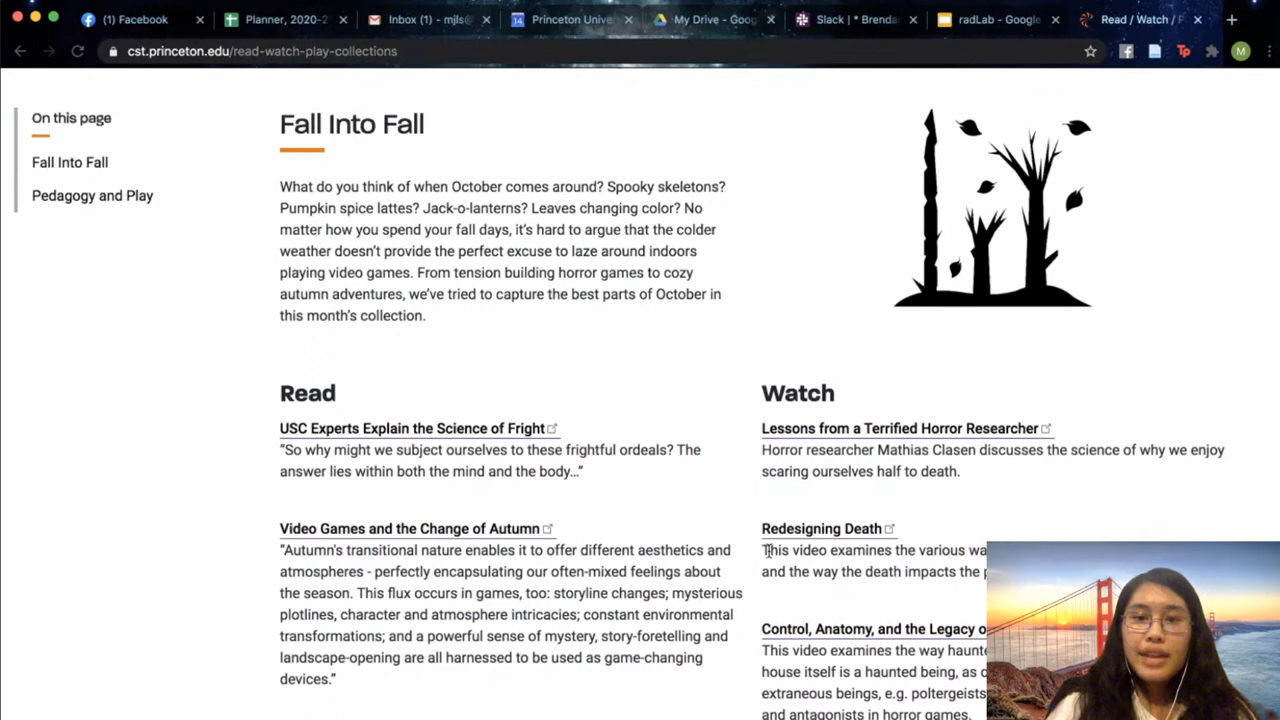 (1) Facebook
Planner, 2020-2
Inbox (1) - mjls@
14
Princeton Univer
My Drive - Goog
Slack | * Brenda
radLab - Google
Read / Watch / P
cst.princeton.edu/read-watch-play-collections
M
On this page
Fall Into Fall
Pedagogy and Play
Fall Into Fall
What do you think of when October comes around? Spooky skeletons?
Pumpkin spice lattes? Jack-o-lanterns? Leaves changing color? No
matter how you spend your fall days, it's hard to argue that the colder
weather doesn't provide the perfect excuse to laze around indoors
playing video games. From tension building horror games to cozy
autumn adventures, we've tried to capture the best parts of October in
this month's collection.
Read
USC Experts Explain the Science of Fright
“So why might we subject ourselves to these frightful ordeals? The
answer lies within both the mind and the body…”
Video Games and the Change of Autumn
“Autumn's transitional nature enables it to offer different aesthetics and
atmospheres - perfectly encapsulating our often-mixed feelings about
the season. This flux occurs in games, too: storyline changes; mysterious
plotlines, character and atmosphere intricacies; constant environmental
transformations; and a powerful sense of mystery, story-foretelling and
landscape-opening are all harnessed to be used as game-changing
devices.”
Watch
Lessons from a Terrified Horror Researcher
Horror researcher Mathias Clasen discusses the science of why we enjoy
scaring ourselves half to death.
Redesigning Death
This video examines the various wa
and the way the death impacts the p
Control, Anatomy, and the Legacy o
This video examines the way haunte
house itself is a haunted being, as o
extraneous beings, e.g. poltergeists
and antagonists in horror games.